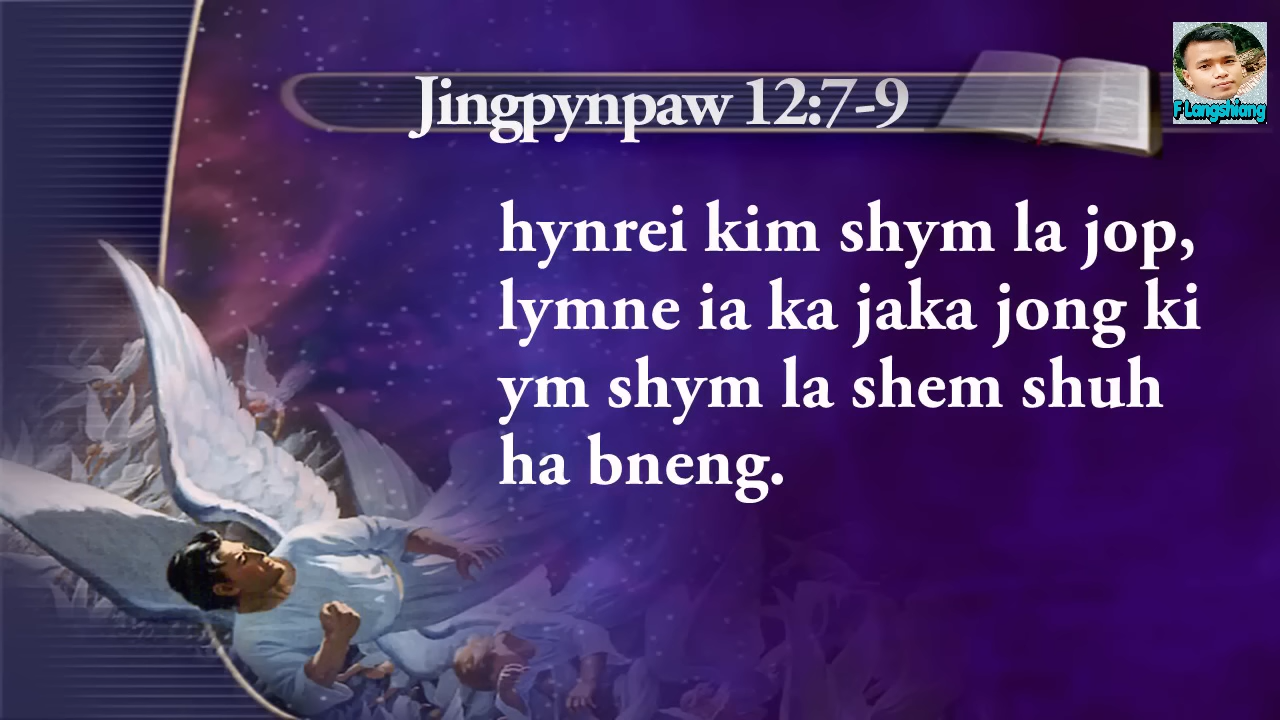 Jingpynpaw 12:7-9
F Langshiang
hynrei kim shym la jop,
lymne ia ka jaka jong ki
ym shym la shem shuh
ha bneng.